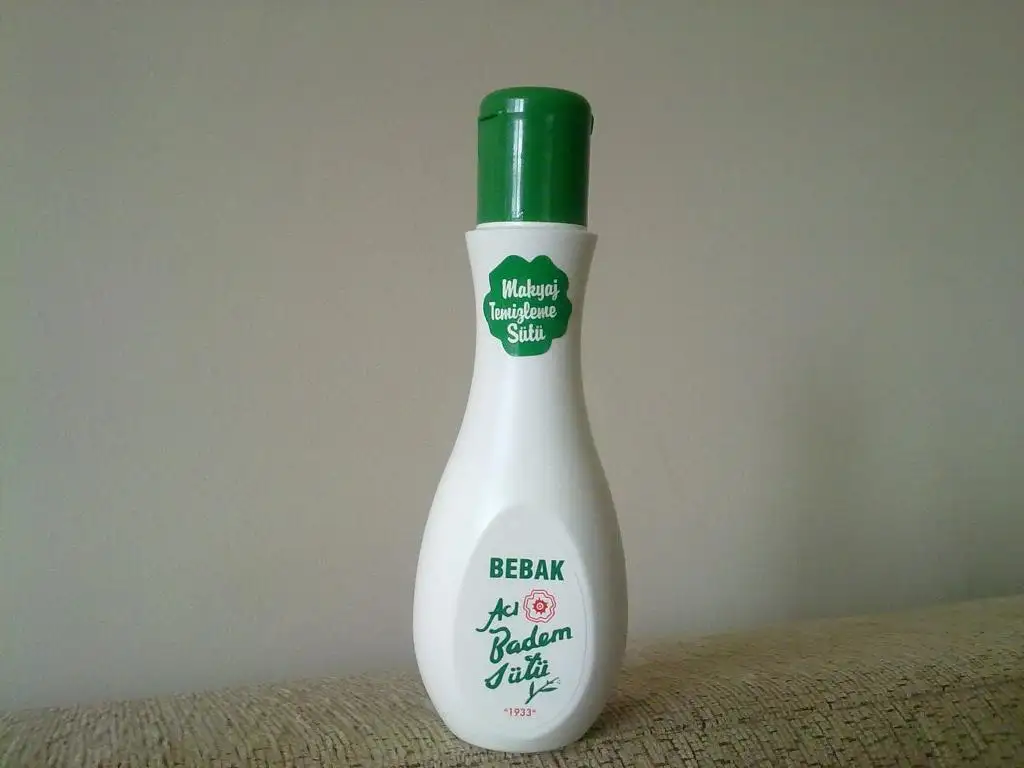 Makyaj
Temizleme
Sütü
BEBAK
Acı
Badem
Sütü
"1933"